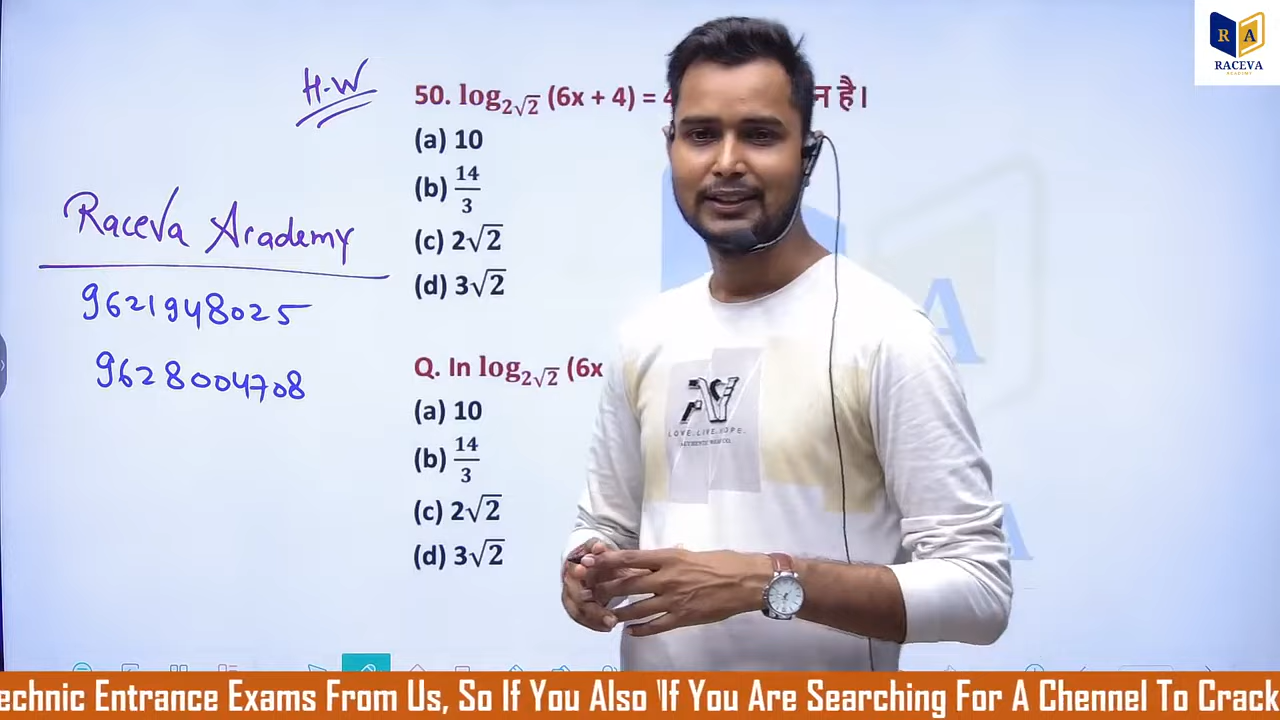 RA
RACEVA
ACADEMY
H.W
50. log₂√₂ (6x + 4) = 4 है।
(a) 10
(b) 14/3
(c) 2√2
(d) 3√2
Raceva Academy
9621948025
9628004708
Q. In log₂√₂ (6x
(a) 10
(b) 14/3
(c) 2√2
(d) 3√2
LOVE.LIVE.HOPE.
echnic Entrance Exams From Us, So If You Also 'If You Are Searching For A Chennel To Crack